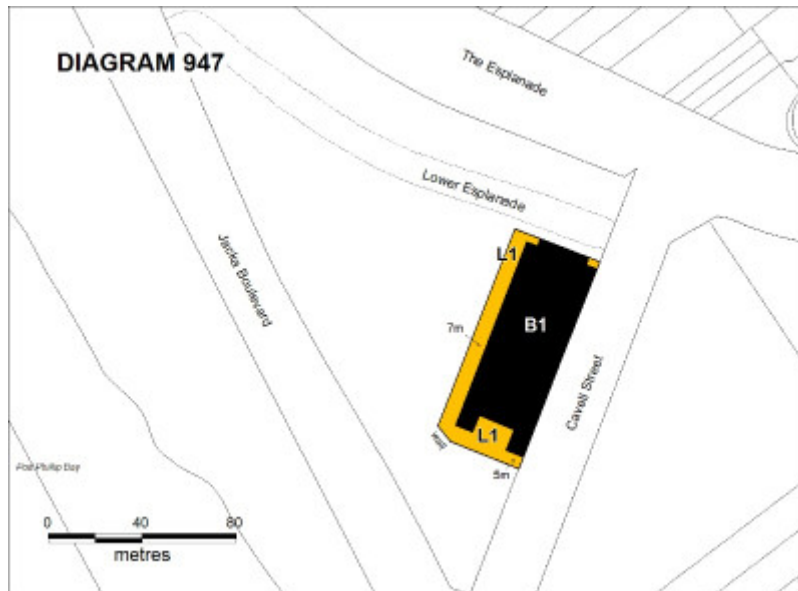 DIAGRAM 947
The Esplanade
Lower Esplanade
L1
Jacka Boulevard
B1
7m
Cavell Street
L1
5m
Port Phillip Bay
0 40 80
metres